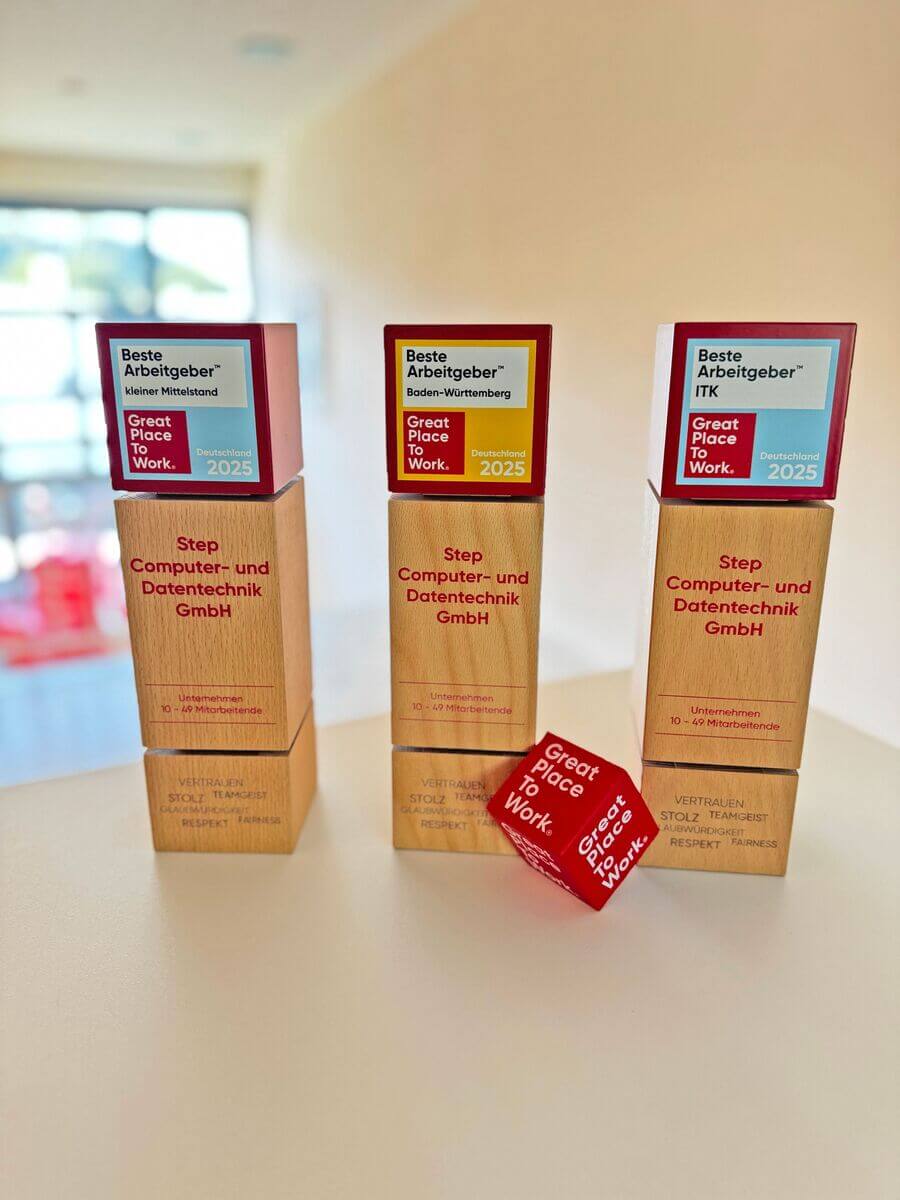 Beste
Arbeitgeber™
kleiner Mittelstand
Great
Place
To
Work®
Deutschland
2025
Step
Computer- und
Datentechnik
GmbH
Unternehmen
10 - 49 Mitarbeitende
VERTRAUEN
STOLZ TEAMGEIST
GLAUBWÜRDIGKEIT
RESPEKT FAIRNESS
Beste
Arbeitgeber™
Baden-Württemberg
Great
Place
To
Work®
Deutschland
2025
Step
Computer- und
Datentechnik
GmbH
Unternehmen
10 - 49 Mitarbeitende
VERTRAUEN
STOLZ
GLAUBWÜRDIGKEIT
RESPEKT
Great
Place
To
Work®
Great
Place
To
Work®
Beste
Arbeitgeber™
ITK
Great
Place
To
Work®
Deutschland
2025
Step
Computer- und
Datentechnik
GmbH
Unternehmen
10 - 49 Mitarbeitende
VERTRAUEN
STOLZ TEAMGEIST
LAUBWÜRDIGKEIT
RESPEKT FAIRNESS